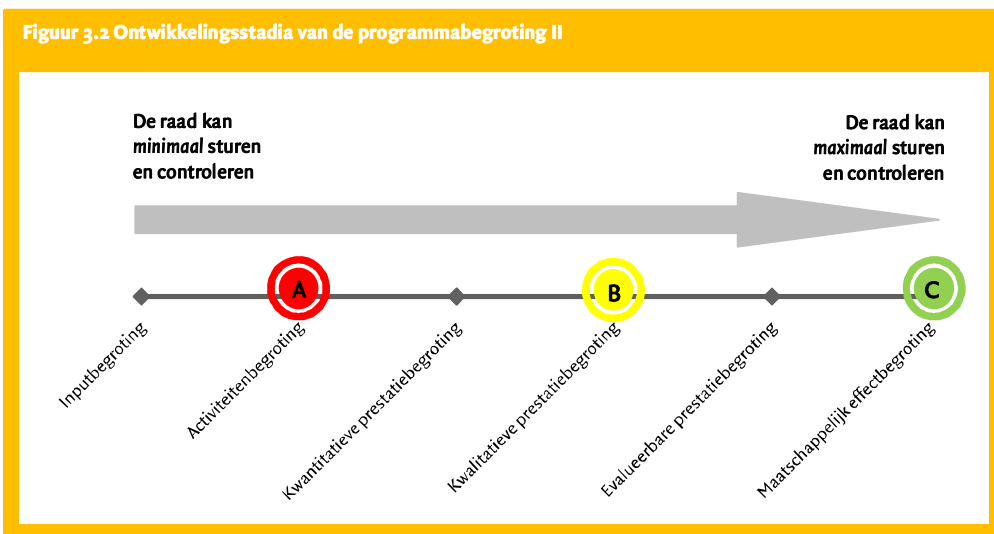 Figuur 3.2 Ontwikkelingsstadia van de programmabegroting II
De raad kan
minimaal sturen
en controleren
De raad kan
maximaal sturen
en controleren
A
B
C
Inputbegroting
Activiteitenbegroting
Kwantitatieve prestatiebegroting
Kwalitatieve prestatiebegroting
Evalueerbare prestatiebegroting
Maatschappelijk effectbegroting